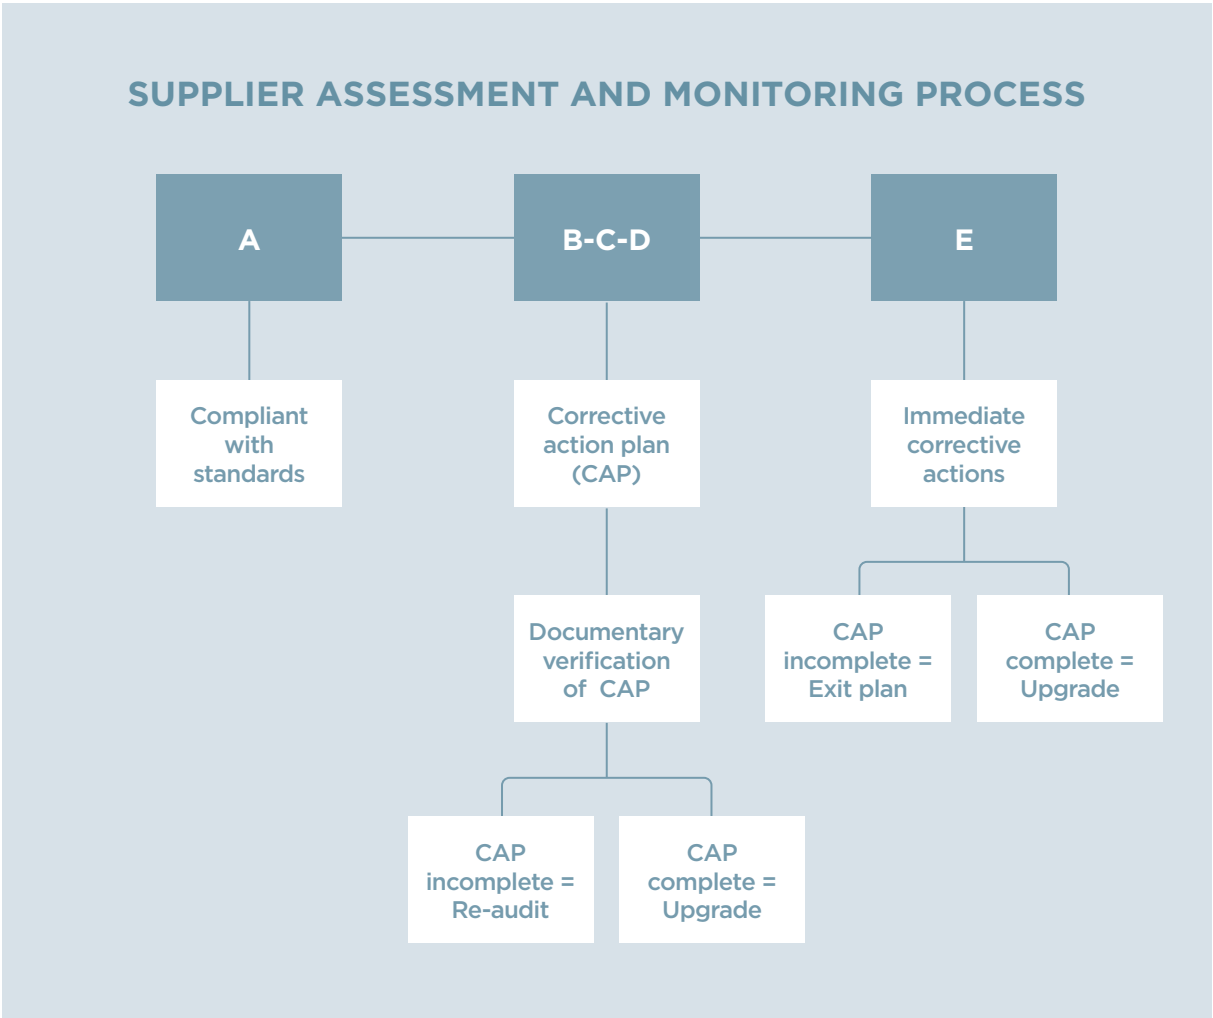 SUPPLIER ASSESSMENT AND MONITORING PROCESS
A
B-C-D
E
Compliant
with
standards
Corrective
action plan
(CAP)
Immediate
corrective
actions
Documentary
verification
of CAP
CAP
incomplete =
Exit plan
CAP
complete =
Upgrade
CAP
incomplete =
Re-audit
CAP
complete =
Upgrade